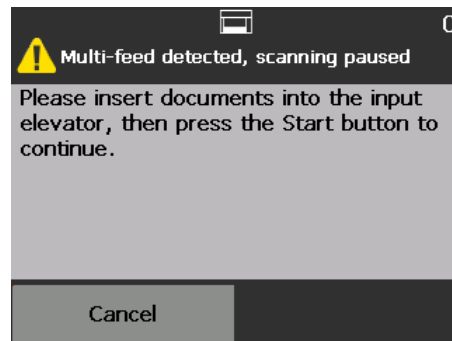 Multi-feed detected, scanning paused
Please insert documents into the input
elevator, then press the Start button to
continue.
Cancel